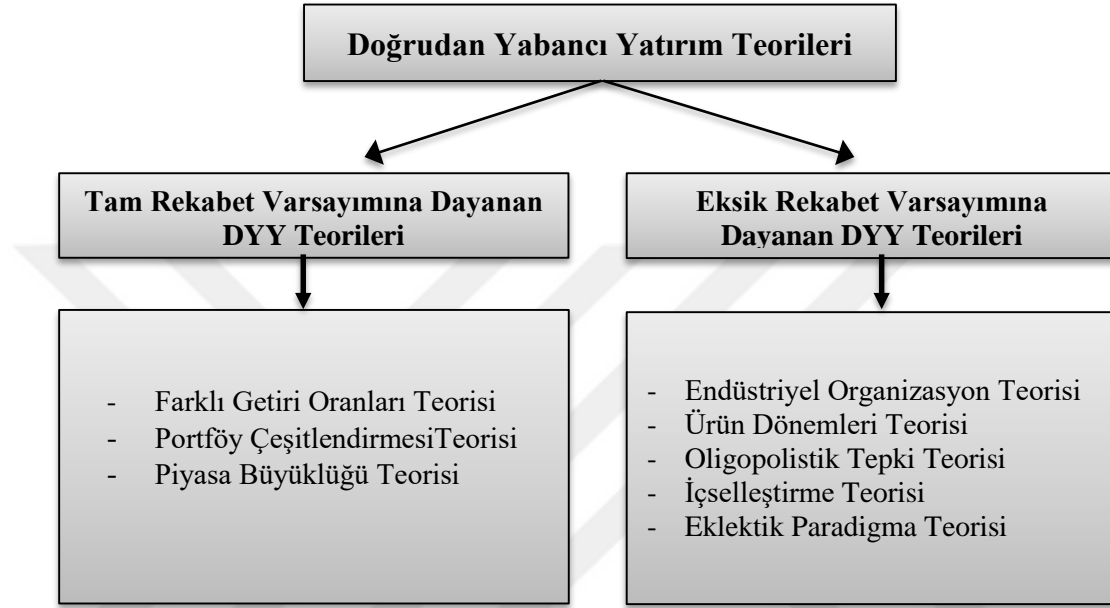 Doğrudan Yabancı Yatırım Teorileri
Tam Rekabet Varsayımına Dayanan
DYY Teorileri
Eksik Rekabet Varsayımına
Dayanan DYY Teorileri
- Farklı Getiri Oranları Teorisi
- Portföy ÇeşitlendirmesiTeorisi
- Piyasa Büyüklüğü Teorisi
- Endüstriyel Organizasyon Teorisi
- Ürün Dönemleri Teorisi
- Oligopolistik Tepki Teorisi
- İçselleştirme Teorisi
- Eklektik Paradigma Teorisi